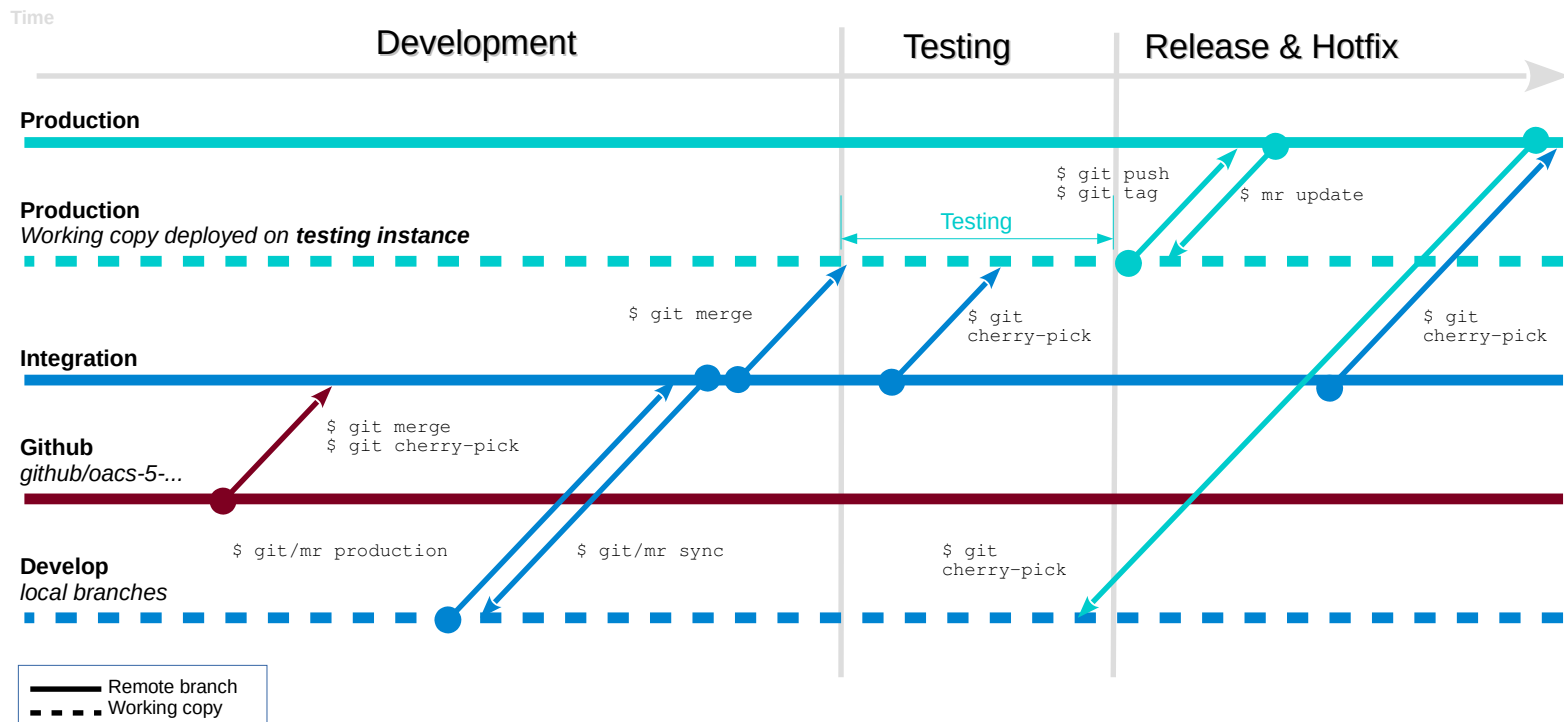 Time
Development
Testing
Release & Hotfix
Production
$ git push
$ git tag
$ mr update
Production
Working copy deployed on testing instance
Testing
$ git merge
$ git
cherry-pick
$ git
cherry-pick
Integration
$ git merge
$ git cherry-pick
Github
github/oacs-5-...
$ git/mr production
$ git/mr sync
$ git
cherry-pick
Develop
local branches
Remote branch
Working copy